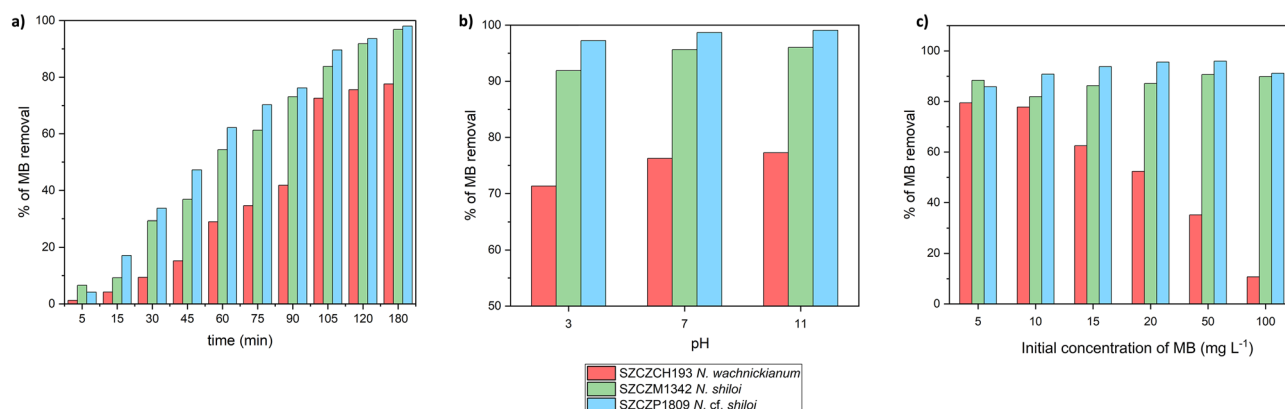 a)
100
80
60
40
20
0
% of MB removal
5 15 30 45 60 75 90 105 120 180
time (min)
b)
100
90
80
70
60
50
% of MB removal
3 7 11
pH
c)
100
80
60
40
20
0
% of MB removal
5 10 15 20 50 100
Initial concentration of MB (mg L⁻¹)
SZCZCH193 N. wachnickianum
SZCZM1342 N. shiloi
SZCZP1809 N. cf. shiloi